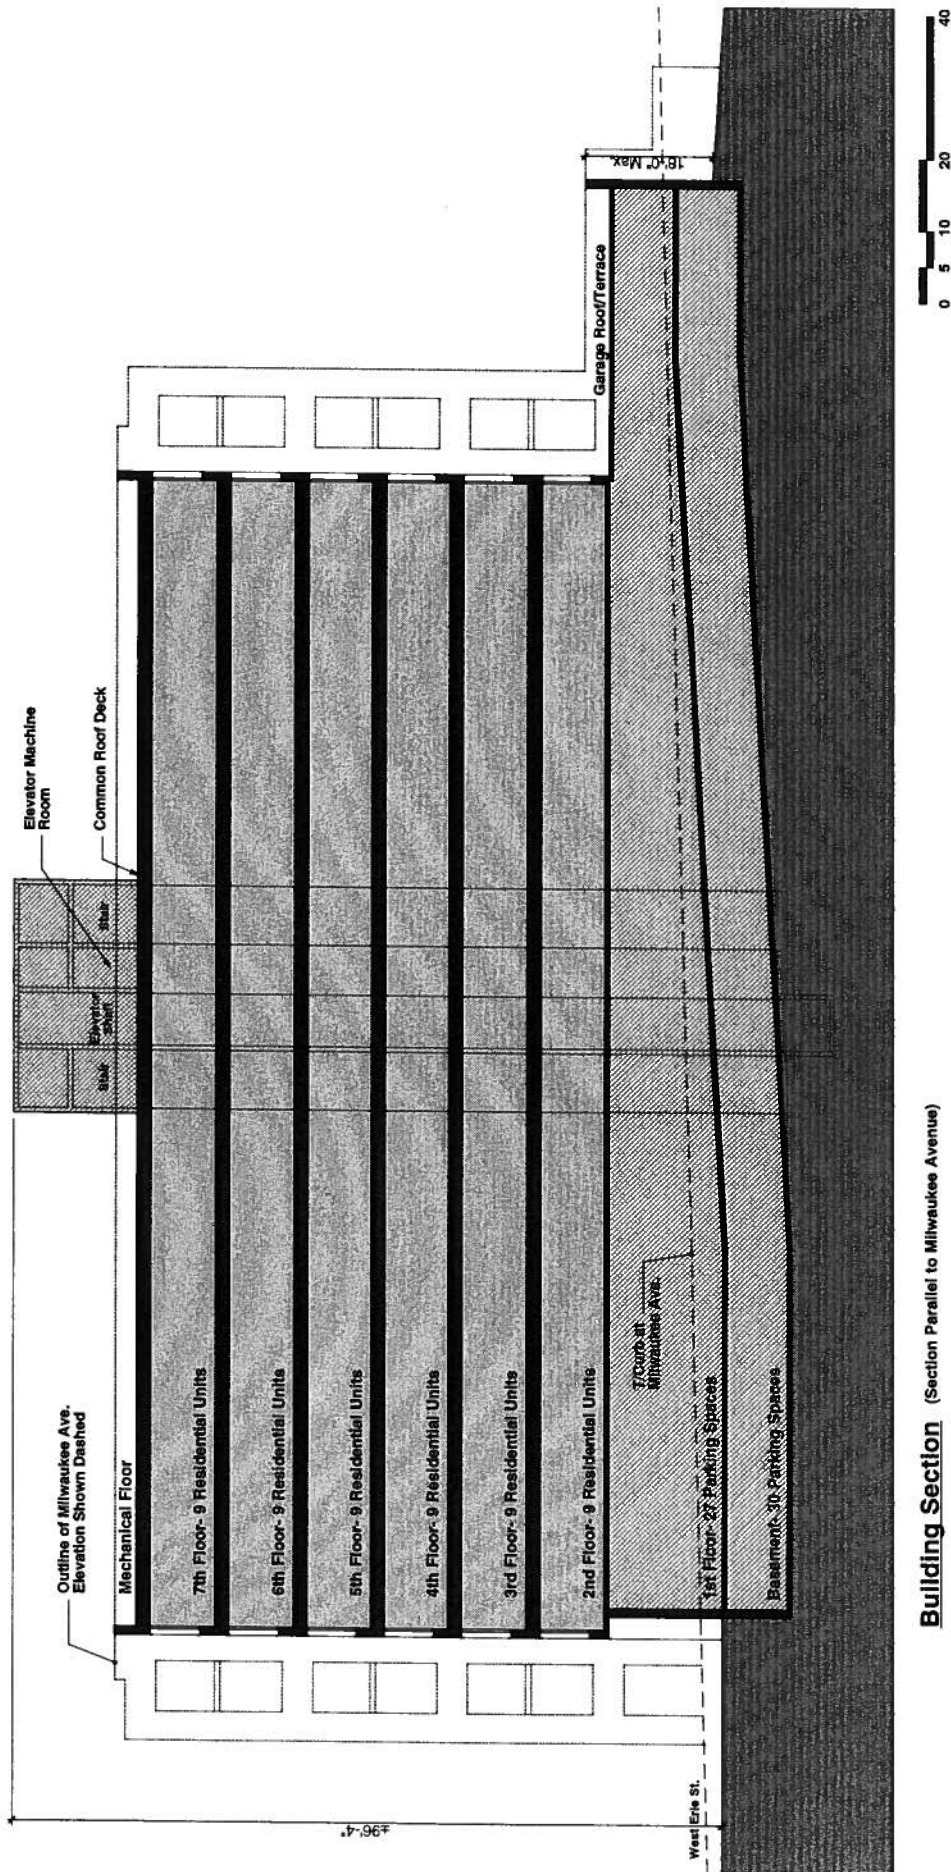 Outline of Milwaukee Ave.
Elevation Shown Dashed
Elevator Machine
Room
Common Roof Deck
Stair
Elevator
Shaft
Stair
Mechanical Floor
7th Floor- 9 Residential Units
6th Floor- 9 Residential Units
5th Floor- 9 Residential Units
4th Floor- 9 Residential Units
3rd Floor- 9 Residential Units
2nd Floor- 9 Residential Units
Garage Roof/Terrace
18'-0" Max.
T/Curb at
Milwaukee Ave.
1st Floor- 27 Parking Spaces
Basement- 30 Parking Spaces
±96'-4"
West Erie St.
Building Section (Section Parallel to Milwaukee Avenue)
0 5 10 20 40